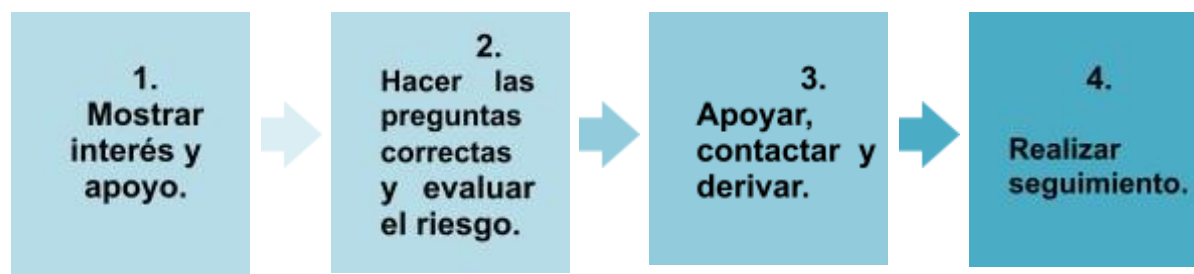 1.
Mostrar
interés y
apoyo.
2.
Hacer las
preguntas
correctas
y evaluar
el riesgo.
3.
Apoyar,
contactar y
derivar.
4.
Realizar
seguimiento.